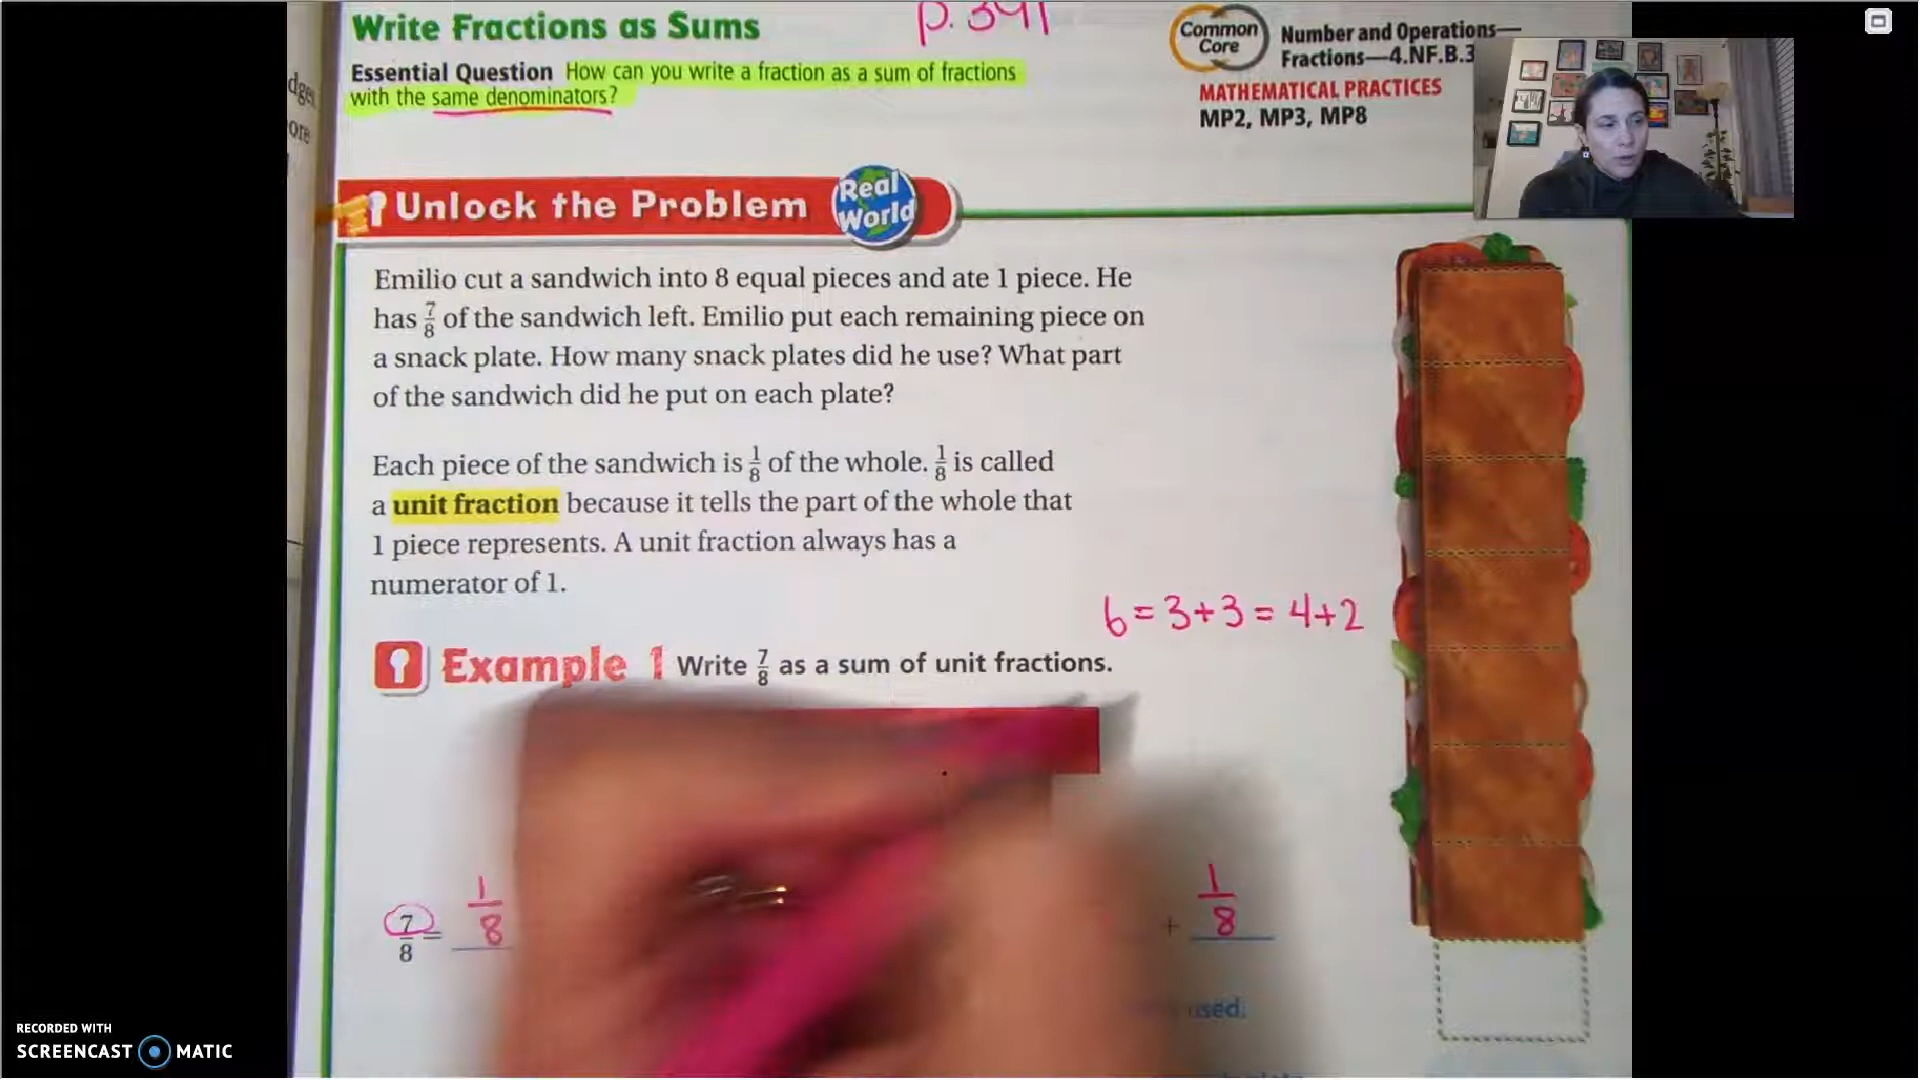 Write Fractions as Sums
p. 391
Common Core
Number and Operations—
Fractions—4.NF.B.3
Essential Question How can you write a fraction as a sum of fractions
with the same denominators?
MATHEMATICAL PRACTICES
MP2, MP3, MP8
Unlock the Problem
Real World
Emilio cut a sandwich into 8 equal pieces and ate 1 piece. He
has 7/8 of the sandwich left. Emilio put each remaining piece on
a snack plate. How many snack plates did he use? What part
of the sandwich did he put on each plate?
Each piece of the sandwich is 1/8 of the whole. 1/8 is called
a unit fraction because it tells the part of the whole that
1 piece represents. A unit fraction always has a
numerator of 1.
6 = 3+3 = 4+2
Example 1 Write 7/8 as a sum of unit fractions.
7/8 = 1/8
+ 1/8
used.
RECORDED WITH
SCREENCAST MATIC